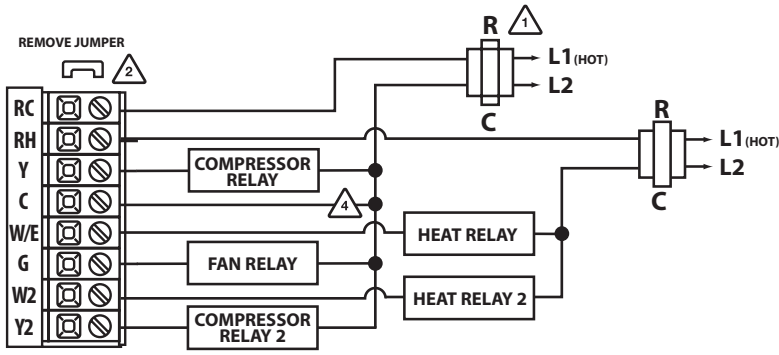 REMOVE JUMPER
2
R
1
L1(HOT)
L2
C
R
L1(HOT)
L2
C
RC
RH
Y
COMPRESSOR
RELAY
C
4
W/E
HEAT RELAY
G
FAN RELAY
W2
HEAT RELAY 2
Y2
COMPRESSOR
RELAY 2